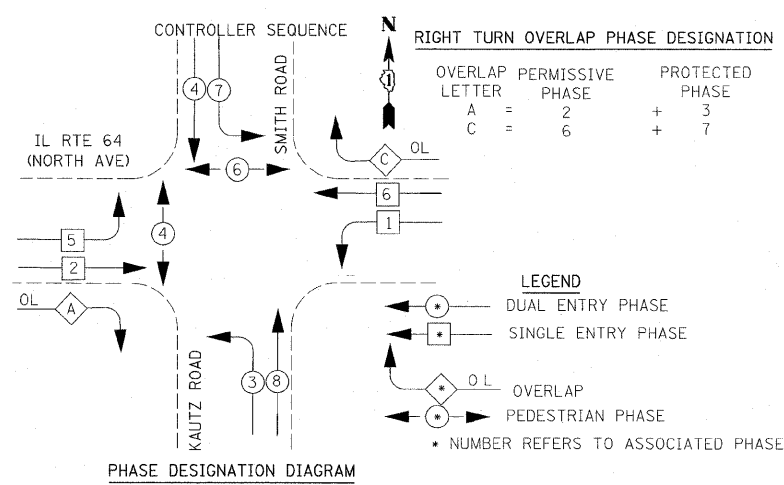 CONTROLLER SEQUENCE
N
1
RIGHT TURN OVERLAP PHASE DESIGNATION
OVERLAP LETTER PERMISSIVE PHASE PROTECTED PHASE
A = 2 + 3
C = 6 + 7
IL RTE 64
(NORTH AVE)
SMITH ROAD
4
7
6
C
OL
6
1
5
2
4
OL
A
3
8
KAUTZ ROAD
LEGEND
* DUAL ENTRY PHASE
* SINGLE ENTRY PHASE
* OL OVERLAP
* PEDESTRIAN PHASE
* NUMBER REFERS TO ASSOCIATED PHASE
PHASE DESIGNATION DIAGRAM